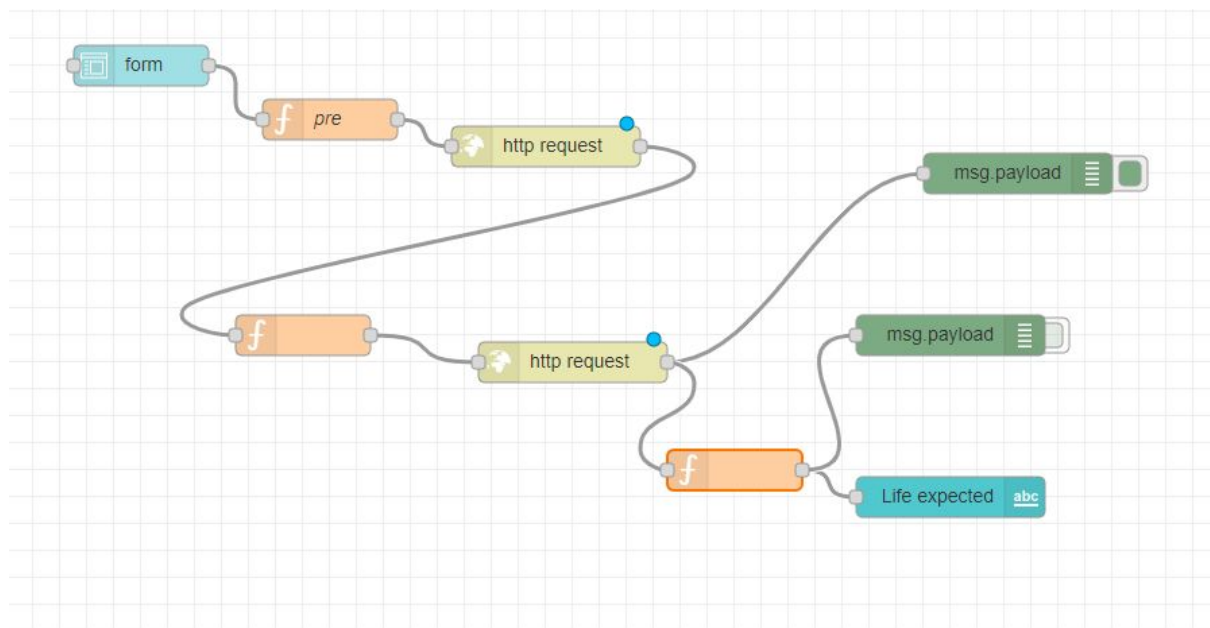 form
pre
http request
msg.payload
http request
msg.payload
Life expected
abc